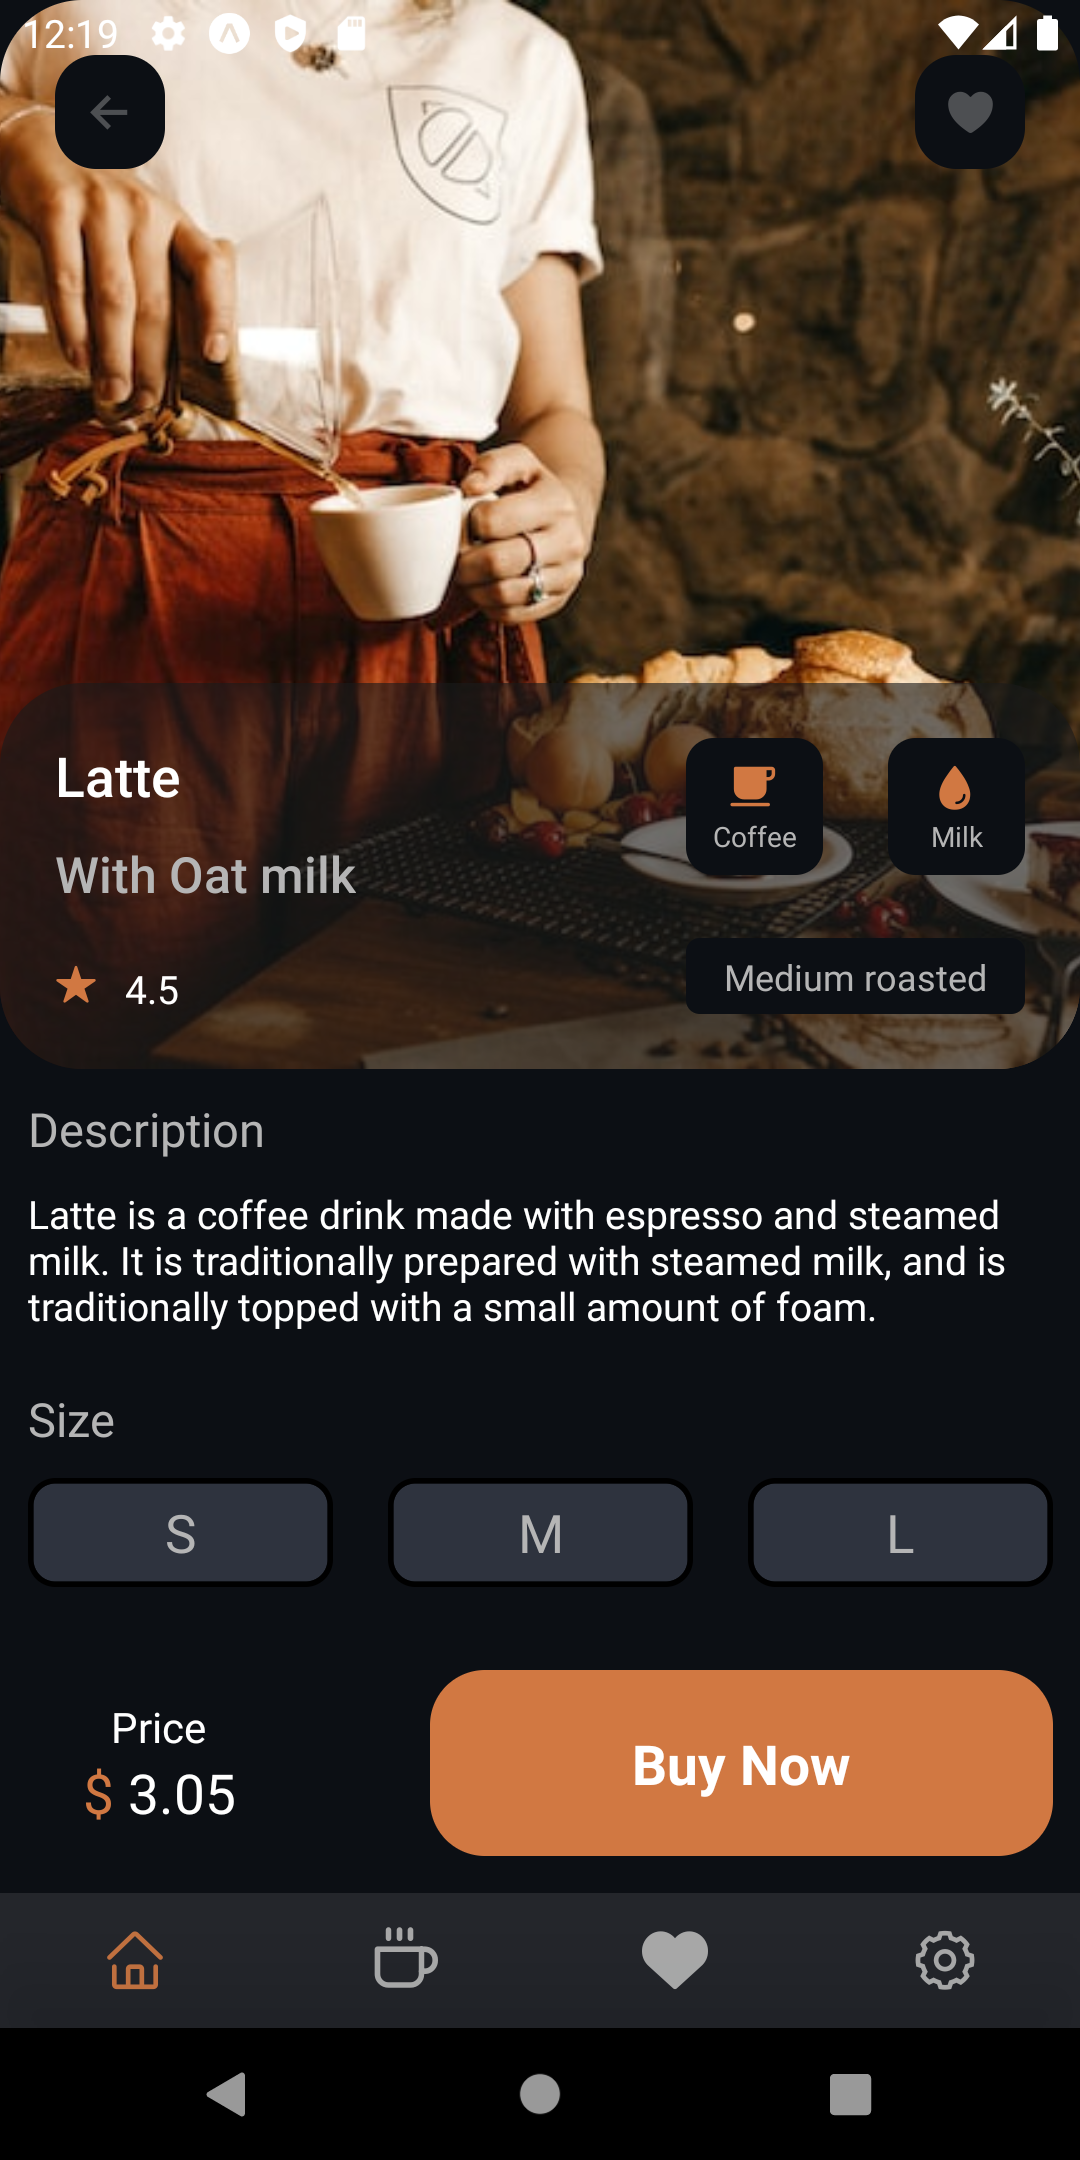 12:19
Latte
Coffee
Milk
With Oat milk
4.5
Medium roasted
Description
Latte is a coffee drink made with espresso and steamed
milk. It is traditionally prepared with steamed milk, and is
traditionally topped with a small amount of foam.
Size
S
M
L
Price
$ 3.05
Buy Now